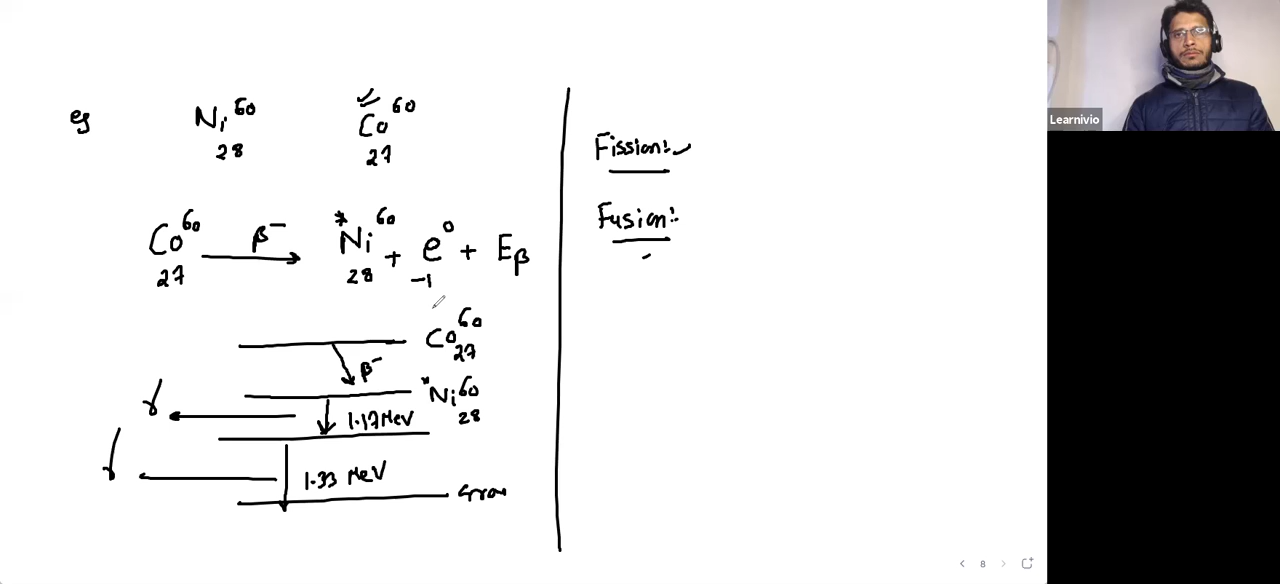 eg Ni 60 28 Co 60 27
Co 60 27 β⁻ *Ni 60 28 + e 0 -1 + Eβ
Co 60 27
β⁻
*Ni 60 28
γ 1.17 MeV
γ 1.33 MeV
Fission:
Fusion:
Learnivio
8